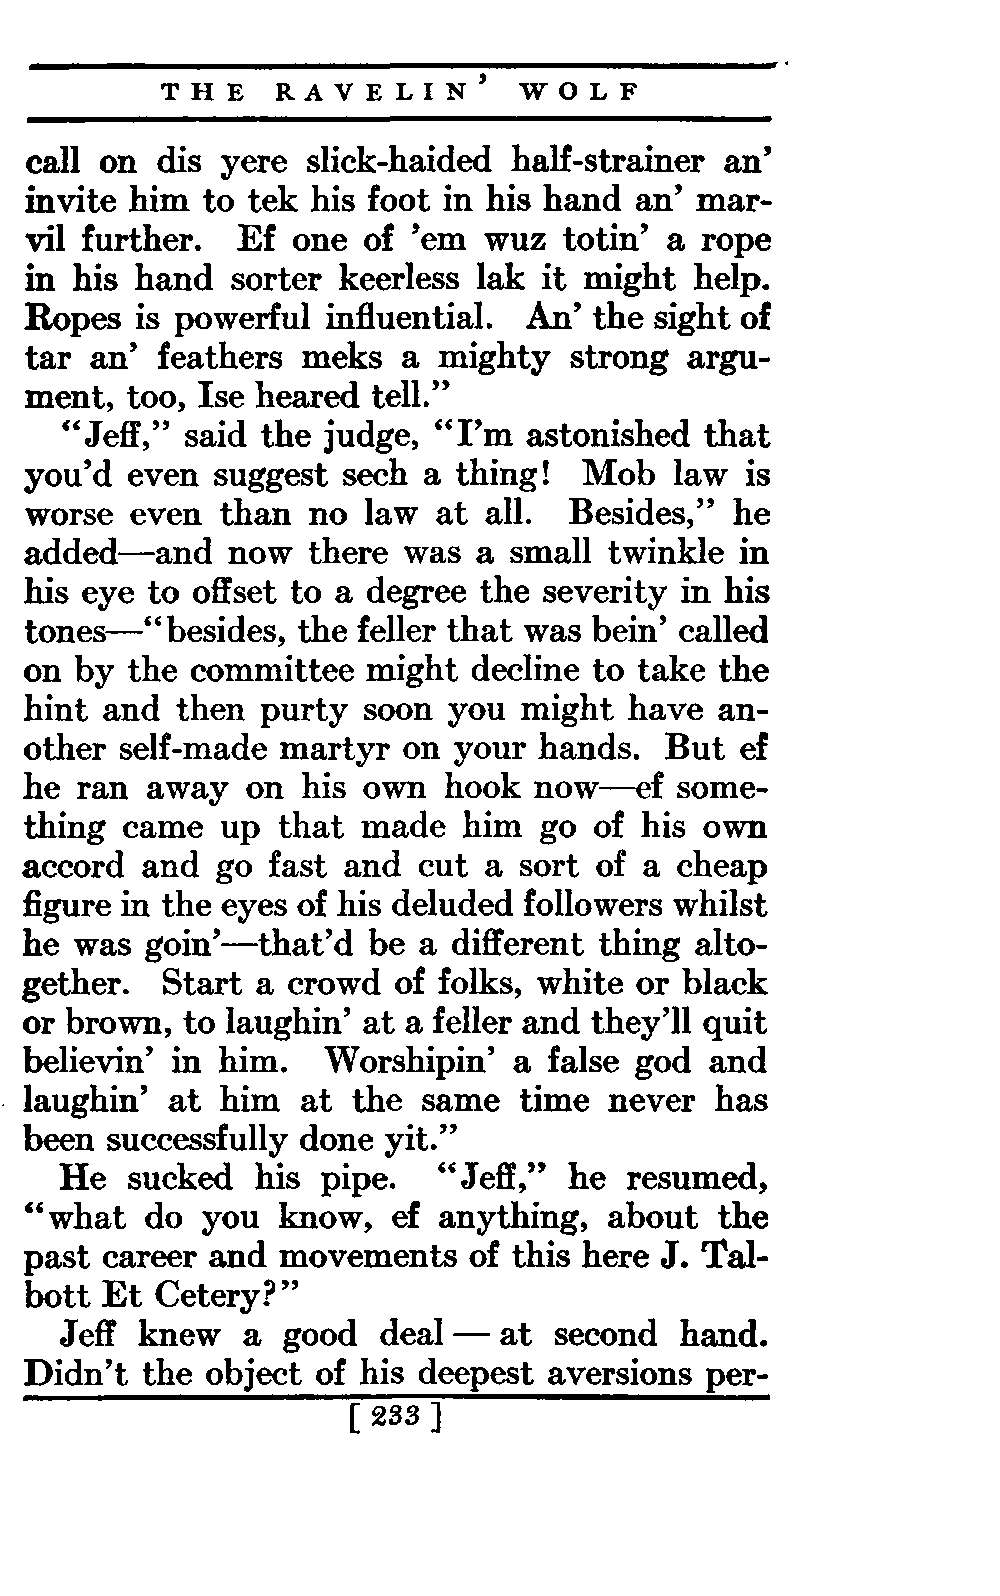 THE RAVELIN' WOLF
call on dis yere slick-haided half-strainer an'
invite him to tek his foot in his hand an' mar-
vil further. Ef one of 'em wuz totin' a rope
in his hand sorter keerless lak it might help.
Ropes is powerful influential. An' the sight of
tar an' feathers meks a mighty strong argu-
ment, too, Ise heared tell."
"Jeff," said the judge, "I'm astonished that
you'd even suggest sech a thing! Mob law is
worse even than no law at all. Besides," he
added—and now there was a small twinkle in
his eye to offset to a degree the severity in his
tones—"besides, the feller that was bein' called
on by the committee might decline to take the
hint and then purty soon you might have an-
other self-made martyr on your hands. But ef
he ran away on his own hook now—ef some-
thing came up that made him go of his own
accord and go fast and cut a sort of a cheap
figure in the eyes of his deluded followers whilst
he was goin'—that'd be a different thing alto-
gether. Start a crowd of folks, white or black
or brown, to laughin' at a feller and they'll quit
believin' in him. Worshipin' a false god and
laughin' at him at the same time never has
been successfully done yit."
He sucked his pipe. "Jeff," he resumed,
"what do you know, ef anything, about the
past career and movements of this here J. Tal-
bott Et Cetery?"
Jeff knew a good deal — at second hand.
Didn't the object of his deepest aversions per-
[ 233 ]